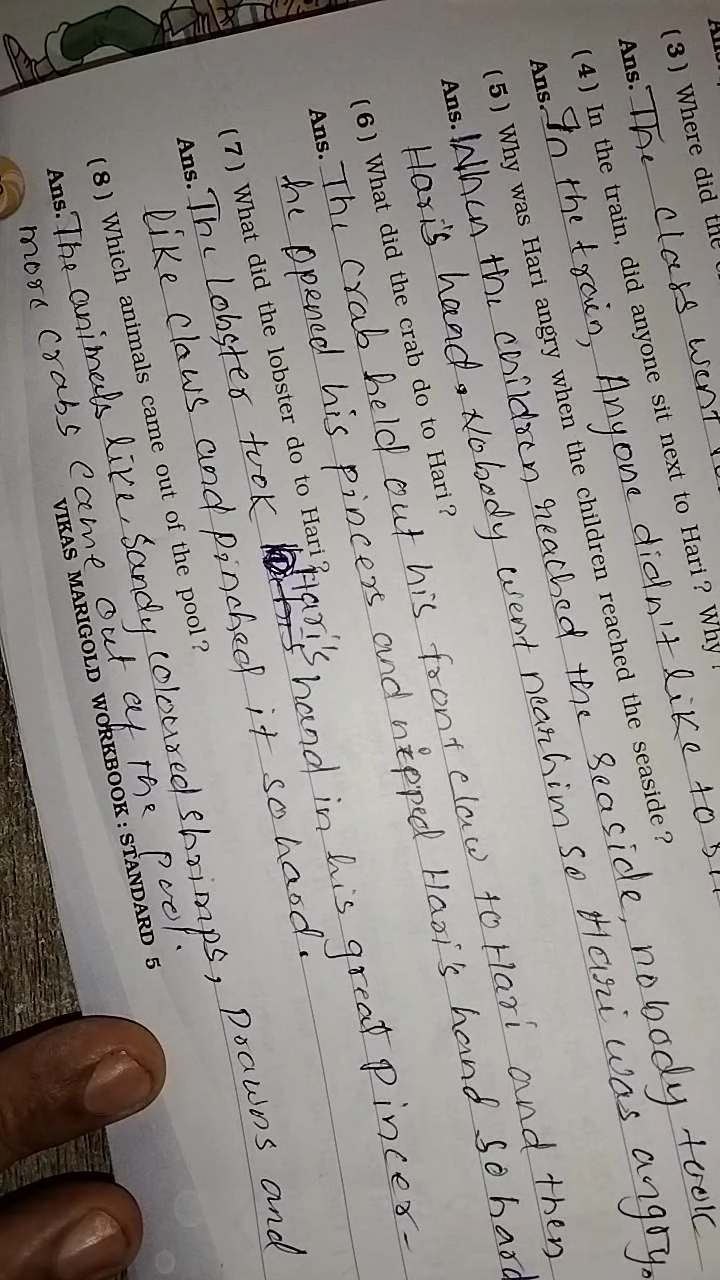 (3) Where did the
Ans. The class went
(4) In the train, did anyone sit next to Hari? Why?
Ans. In the train, Anyone didn't like to
(5) Why was Hari angry when the children reached the seaside?
Ans. When the children reached the seaside, nobody took
Hari's hand. Nobody went near him so Hari was angry.
(6) What did the crab do to Hari?
Ans. The crab held out his front claw to Hari and then
he opened his pincers and nipped Hari's hand so hard
(7) What did the lobster do to Hari?
Ans. The lobster took Hari's hand in his great pincer-
like claws and pinched it so hard.
(8) Which animals came out of the pool?
Ans. The animals like, Sandy coloured shrimps, Prawns and
more crabs came out of the pool.
VIKAS MARIGOLD WORKBOOK : STANDARD 5